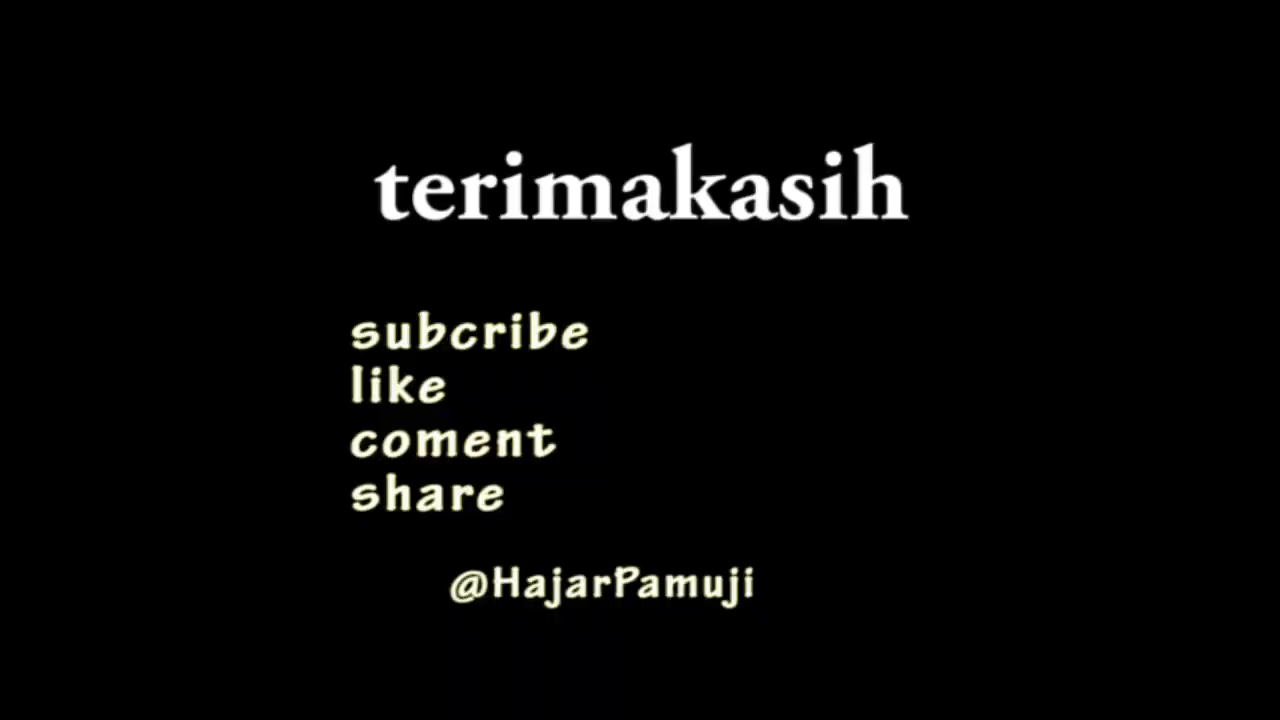 terimakasih
subcribe
like
coment
share
@HajarPamuji